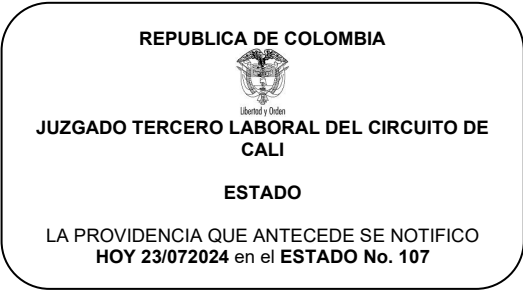 REPUBLICA DE COLOMBIA
Libertad y Orden
JUZGADO TERCERO LABORAL DEL CIRCUITO DE
CALI
ESTADO
LA PROVIDENCIA QUE ANTECEDE SE NOTIFICO
HOY 23/072024 en el ESTADO No. 107